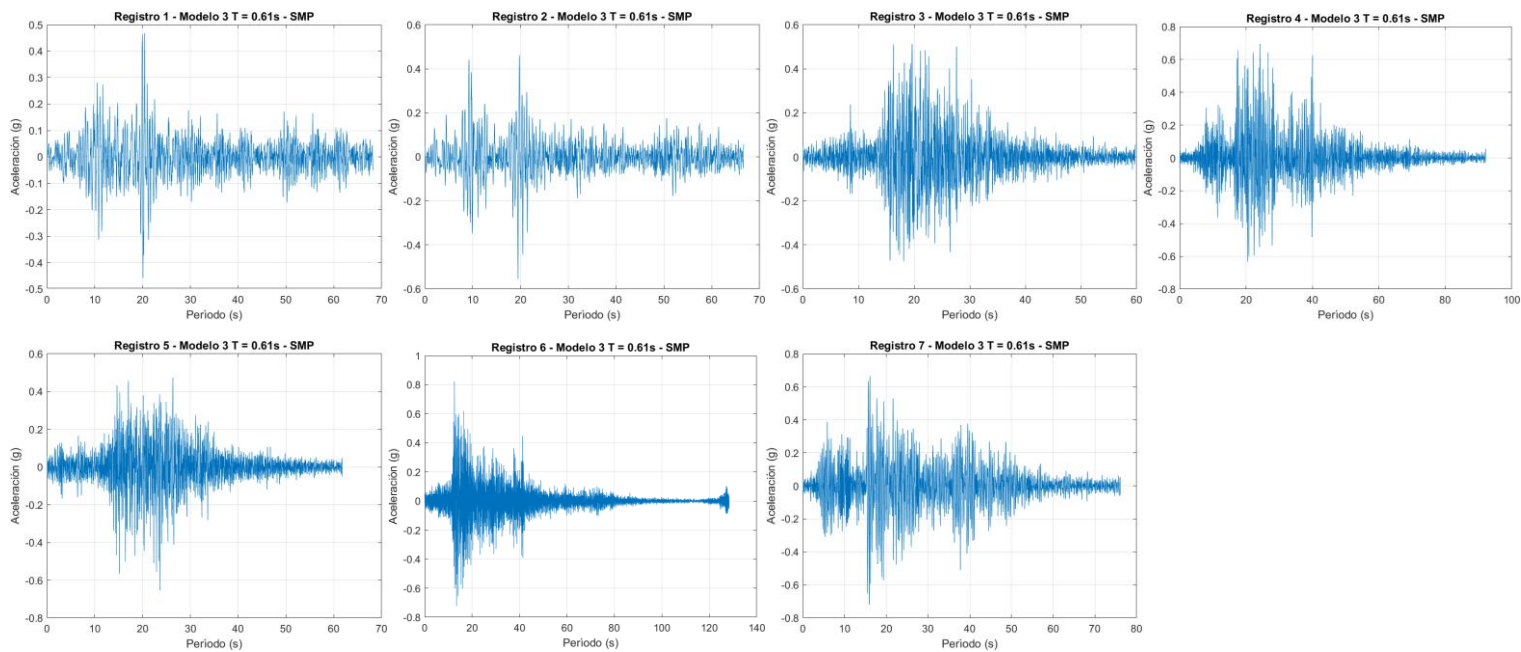 Registro 1 - Modelo 3 T = 0.61s - SMP
Aceleración (g)
0.5
0.4
0.3
0.2
0.1
0
-0.1
-0.2
-0.3
-0.4
-0.5
0 10 20 30 40 50 60 70
Periodo (s)
Registro 2 - Modelo 3 T = 0.61s - SMP
Aceleración (g)
0.6
0.4
0.2
0
-0.2
-0.4
-0.6
0 10 20 30 40 50 60 70
Periodo (s)
Registro 3 - Modelo 3 T = 0.61s - SMP
Aceleración (g)
0.6
0.4
0.2
0
-0.2
-0.4
-0.6
0 10 20 30 40 50 60
Periodo (s)
Registro 4 - Modelo 3 T = 0.61s - SMP
Aceleración (g)
0.8
0.6
0.4
0.2
0
-0.2
-0.4
-0.6
-0.8
0 20 40 60 80 100
Periodo (s)
Registro 5 - Modelo 3 T = 0.61s - SMP
Aceleración (g)
0.6
0.4
0.2
0
-0.2
-0.4
-0.6
-0.8
0 10 20 30 40 50 60 70
Periodo (s)
Registro 6 - Modelo 3 T = 0.61s - SMP
Aceleración (g)
1
0.8
0.6
0.4
0.2
0
-0.2
-0.4
-0.6
-0.8
0 20 40 60 80 100 120 140
Periodo (s)
Registro 7 - Modelo 3 T = 0.61s - SMP
Aceleración (g)
0.8
0.6
0.4
0.2
0
-0.2
-0.4
-0.6
-0.8
0 10 20 30 40 50 60 70 80
Periodo (s)